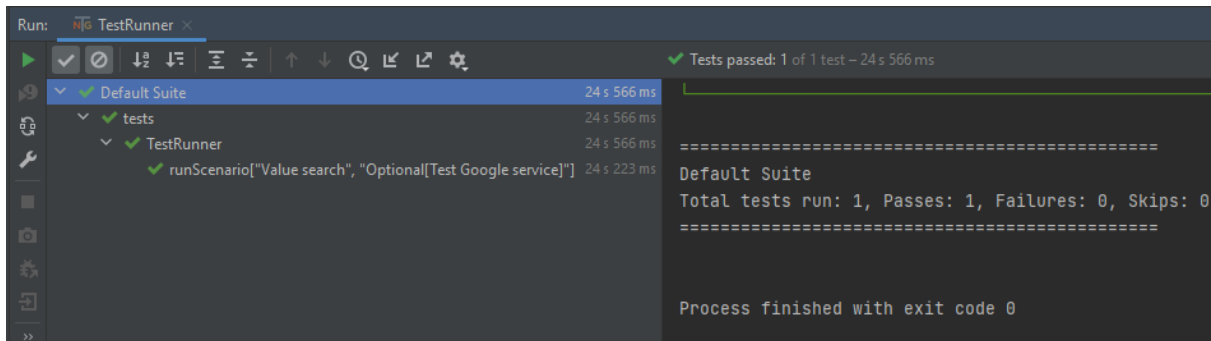 Run: NG TestRunner
Tests passed: 1 of 1 test – 24 s 566 ms
Default Suite 24 s 566 ms
tests 24 s 566 ms
TestRunner 24 s 566 ms
runScenario["Value search", "Optional[Test Google service]"] 24 s 223 ms
===============================================
Default Suite
Total tests run: 1, Passes: 1, Failures: 0, Skips: 0
===============================================
Process finished with exit code 0